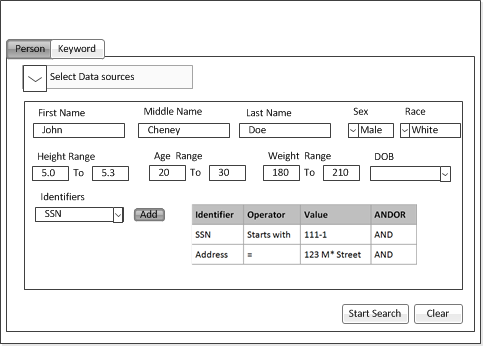 Person Keyword
Select Data sources
First Name Middle Name Last Name Sex Race
John Cheney Doe Male White
Height Range Age Range Weight Range DOB
5.0 To 5.3 20 To 30 180 To 210
Identifiers
SSN Add
Identifier Operator Value ANDOR
SSN Starts with 111-1 AND
Address = 123 M* Street AND
Start Search Clear